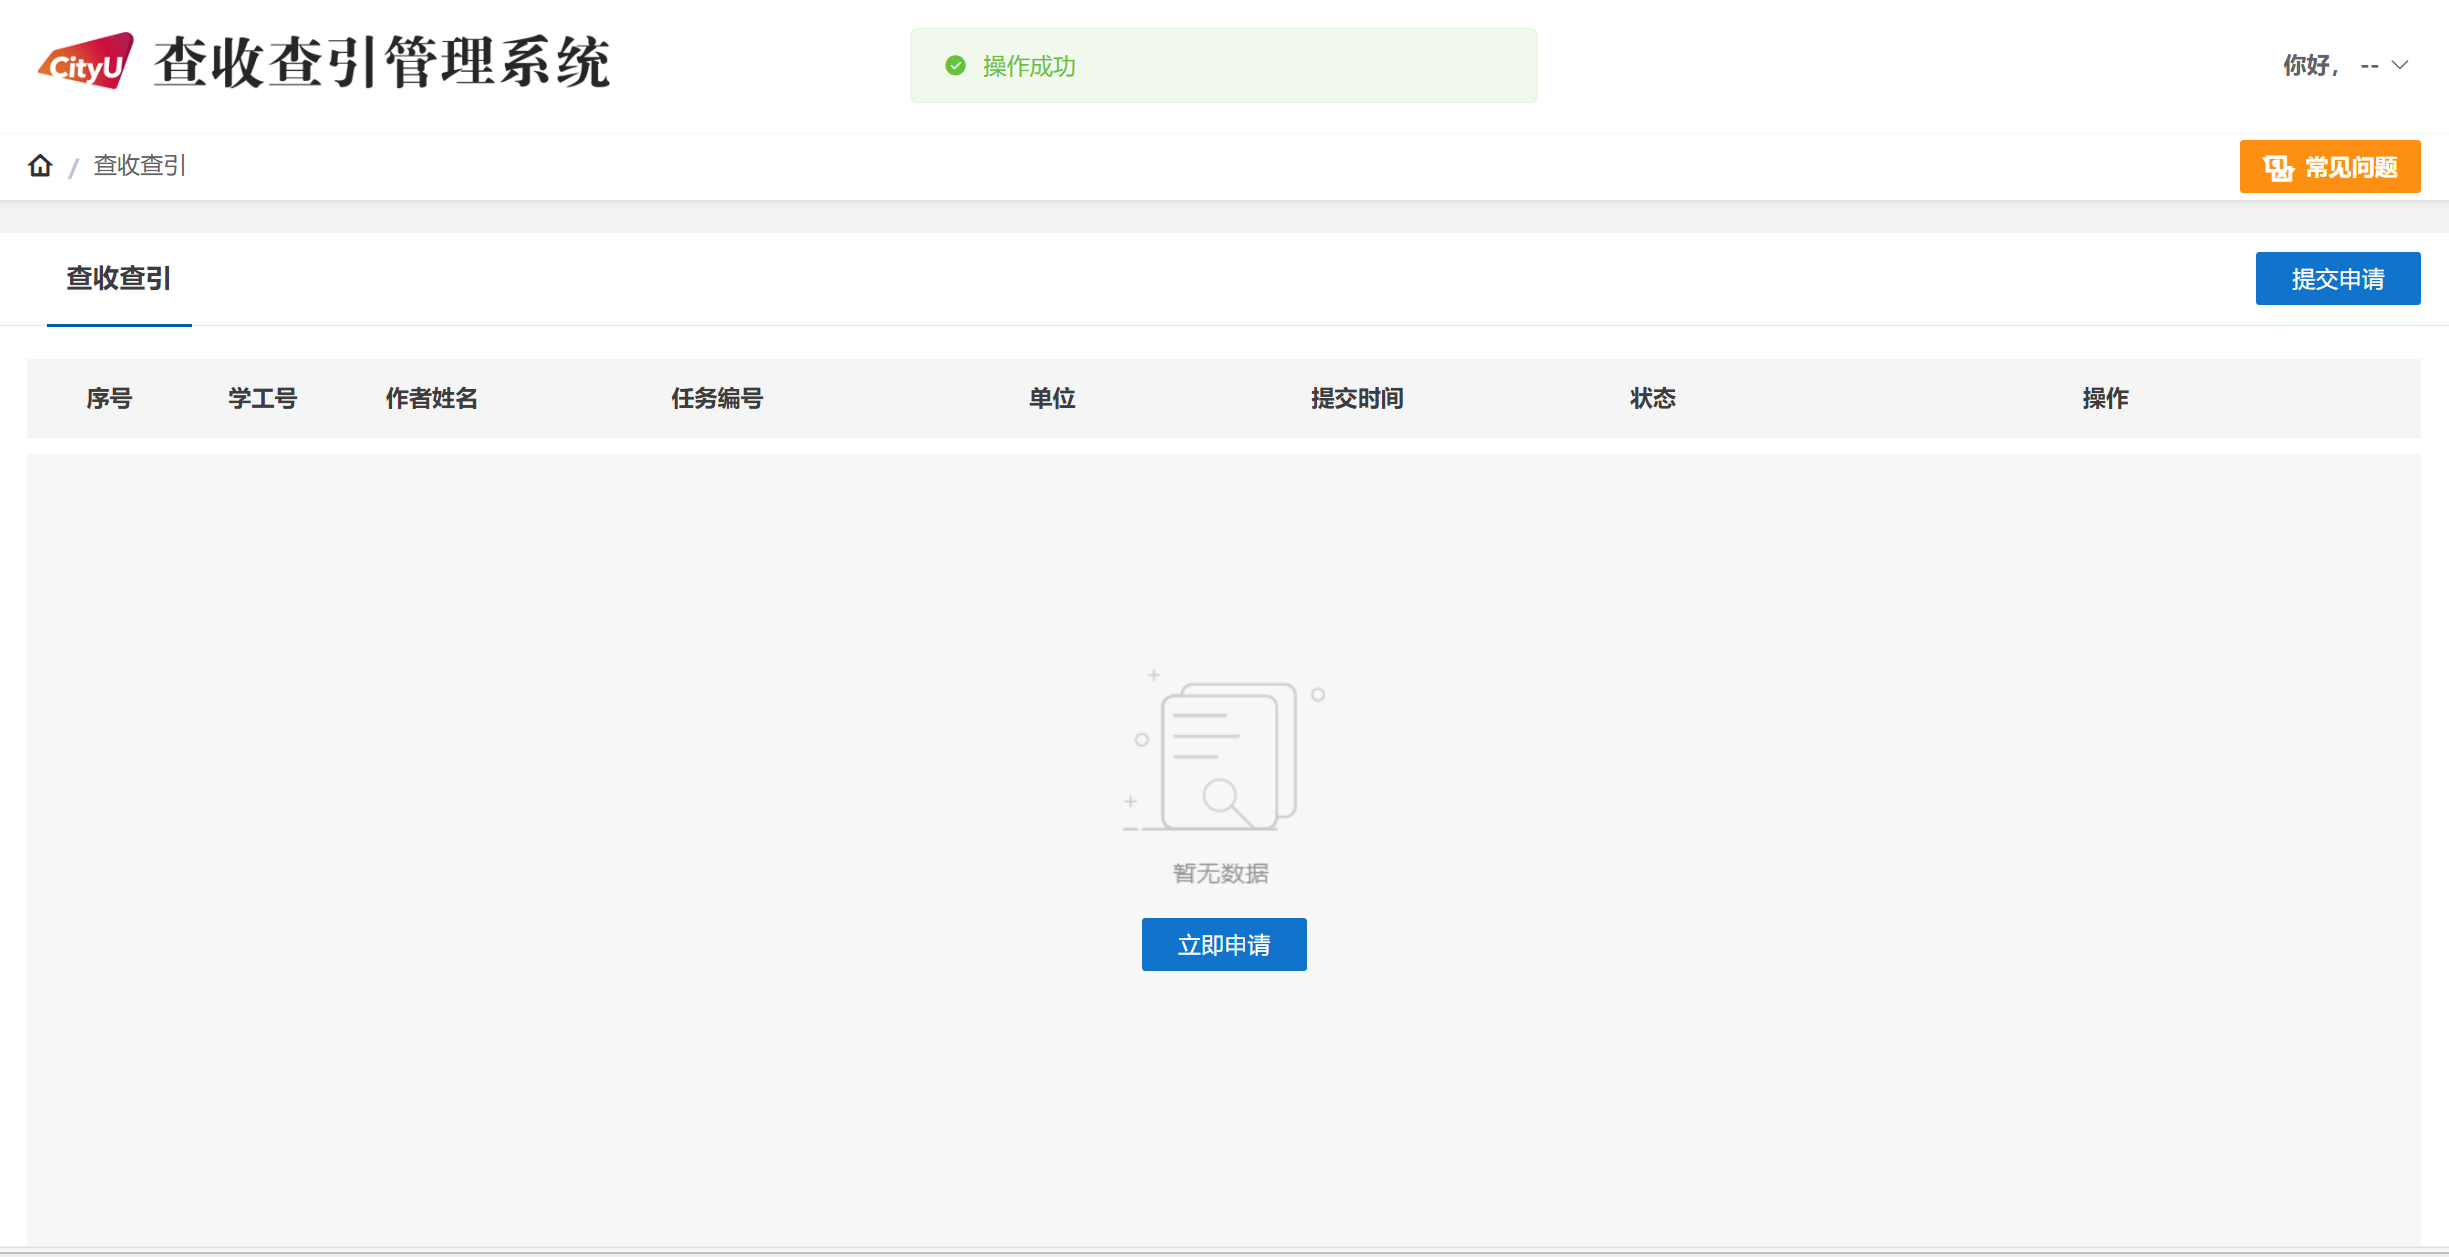 CityU 查收查引管理系统
操作成功
你好， --
/ 查收查引
常见问题
查收查引
提交申请
序号 学工号 作者姓名 任务编号 单位 提交时间 状态 操作
暂无数据
立即申请